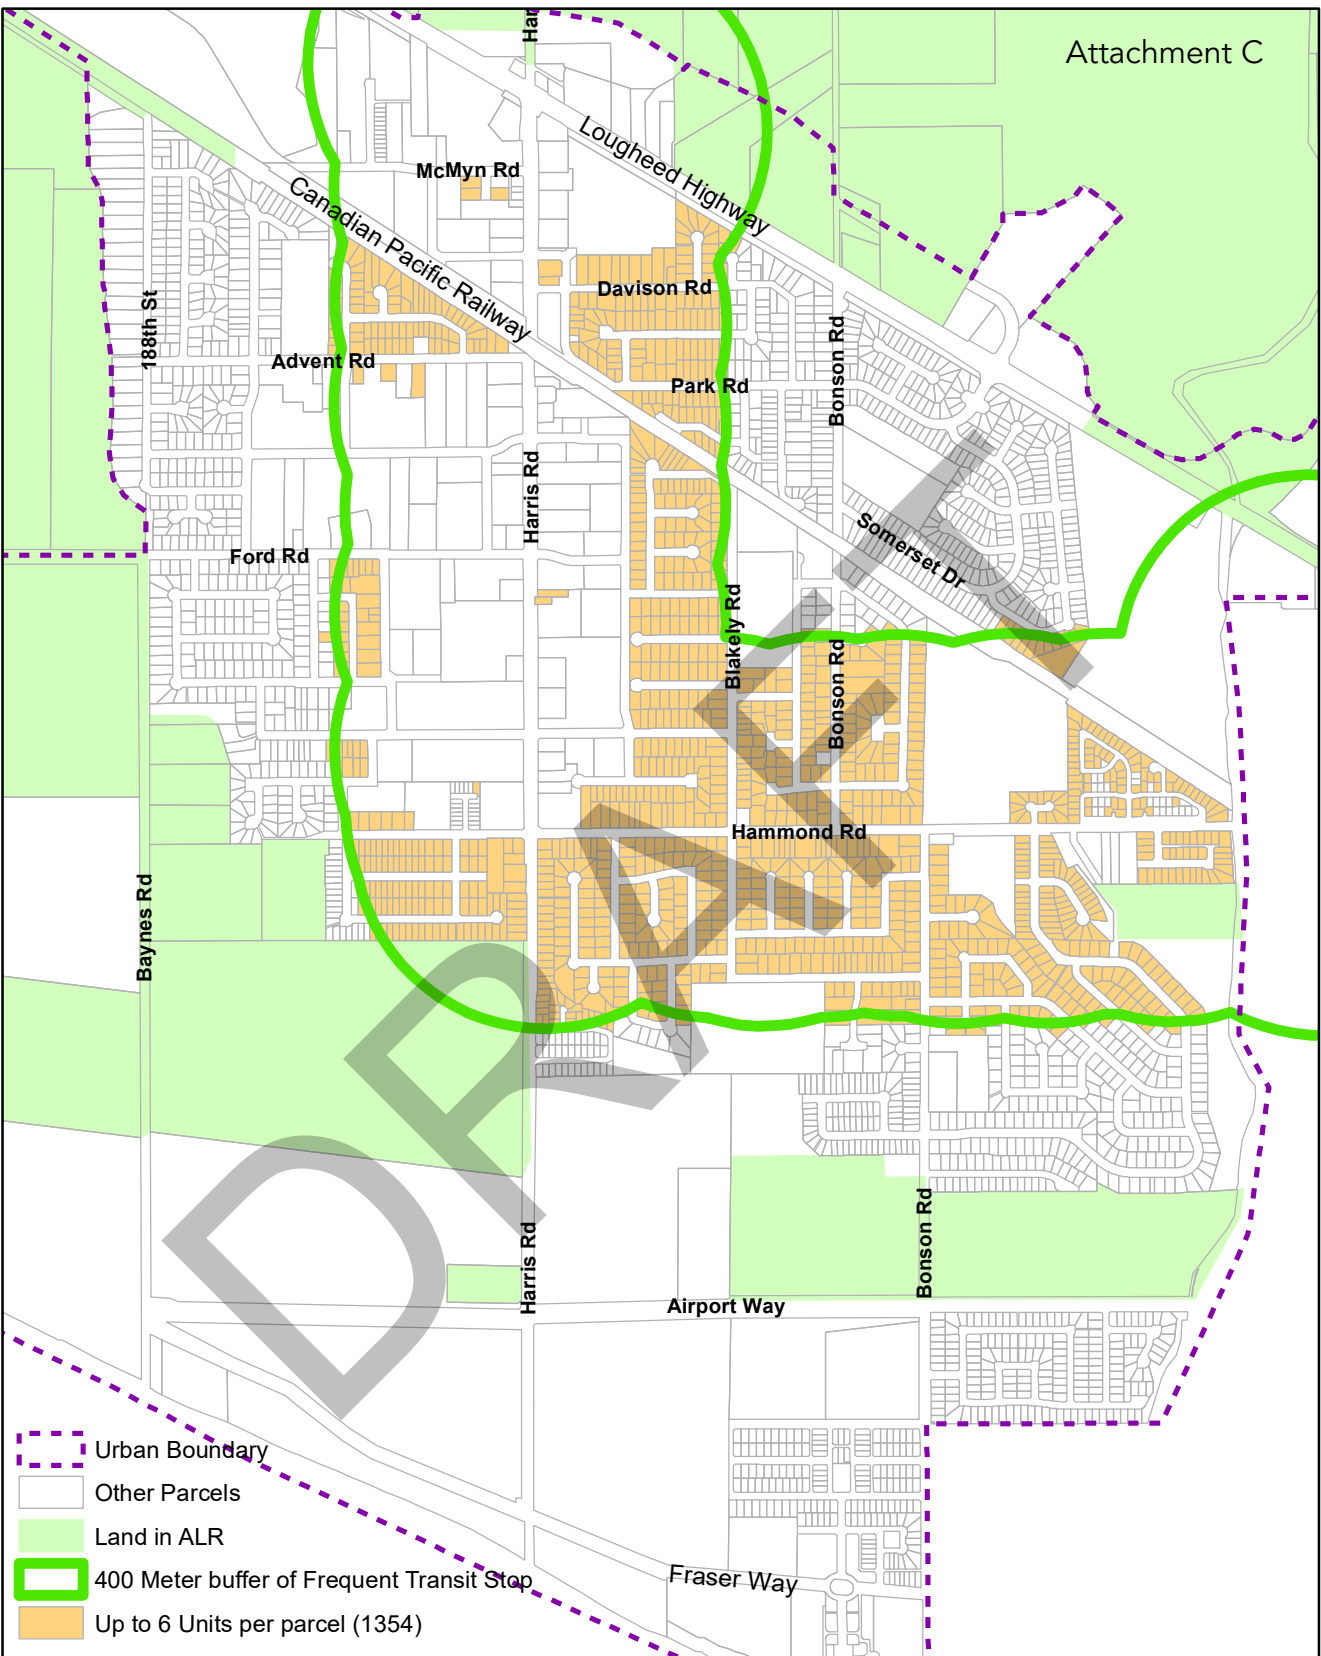 Har
Attachment C
Lougheed Highway
McMyn Rd
Canadian Pacific Railway
Davison Rd
188th St
Advent Rd
Park Rd
Bonson Rd
Harris Rd
Somerset Dr
Ford Rd
Blakely Rd
Bonson Rd
Hammond Rd
Baynes Rd
DRAFT
Bonson Rd
Harris Rd
Airport Way
Fraser Way
Urban Boundary
Other Parcels
Land in ALR
400 Meter buffer of Frequent Transit Stop
Up to 6 Units per parcel (1354)